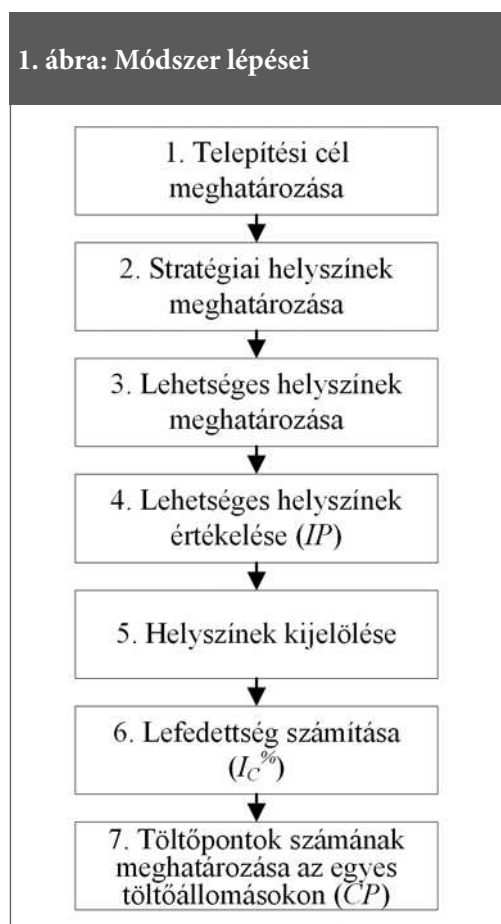 1. ábra: Módszer lépései
1. Telepítési cél
meghatározása
2. Stratégiai helyszínek
meghatározása
3. Lehetséges helyszínek
meghatározása
4. Lehetséges helyszínek
értékelése (IP)
5. Helyszínek kijelölése
6. Lefedettség számítása
(I_C^%)
7. Töltőpontok számának
meghatározása az egyes
töltőállomásokon (CP)